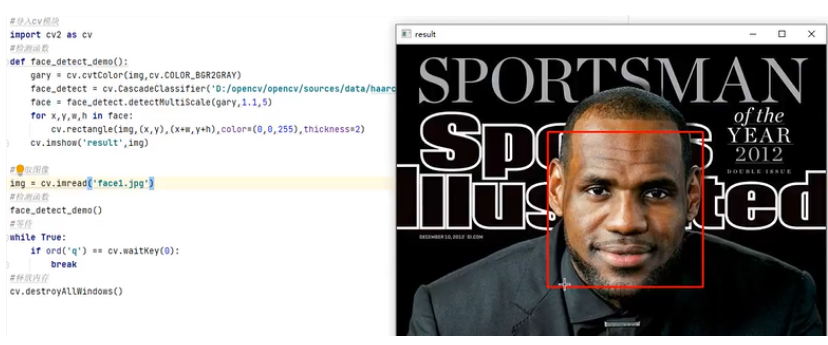 #导入cv模块
import cv2 as cv
#检测函数
def face_detect_demo():
gary = cv.cvtColor(img,cv.COLOR_BGR2GRAY)
face_detect = cv.CascadeClassifier('D:/opencv/opencv/sources/data/haarc
face = face_detect.detectMultiScale(gary,1.1,5)
for x,y,w,h in face:
cv.rectangle(img,(x,y),(x+w,y+h),color=(0,0,255),thickness=2)
cv.imshow('result',img)
#取图像
img = cv.imread('face1.jpg')
#检测函数
face_detect_demo()
#等待
while True:
if ord('q') == cv.waitKey(0):
break
#释放内存
cv.destroyAllWindows()
result
SPORTSMAN
of the
YEAR
2012
DOUBLE ISSUE
Spo s
Illus ted
DECEMBER 10, 2012 SI.COM